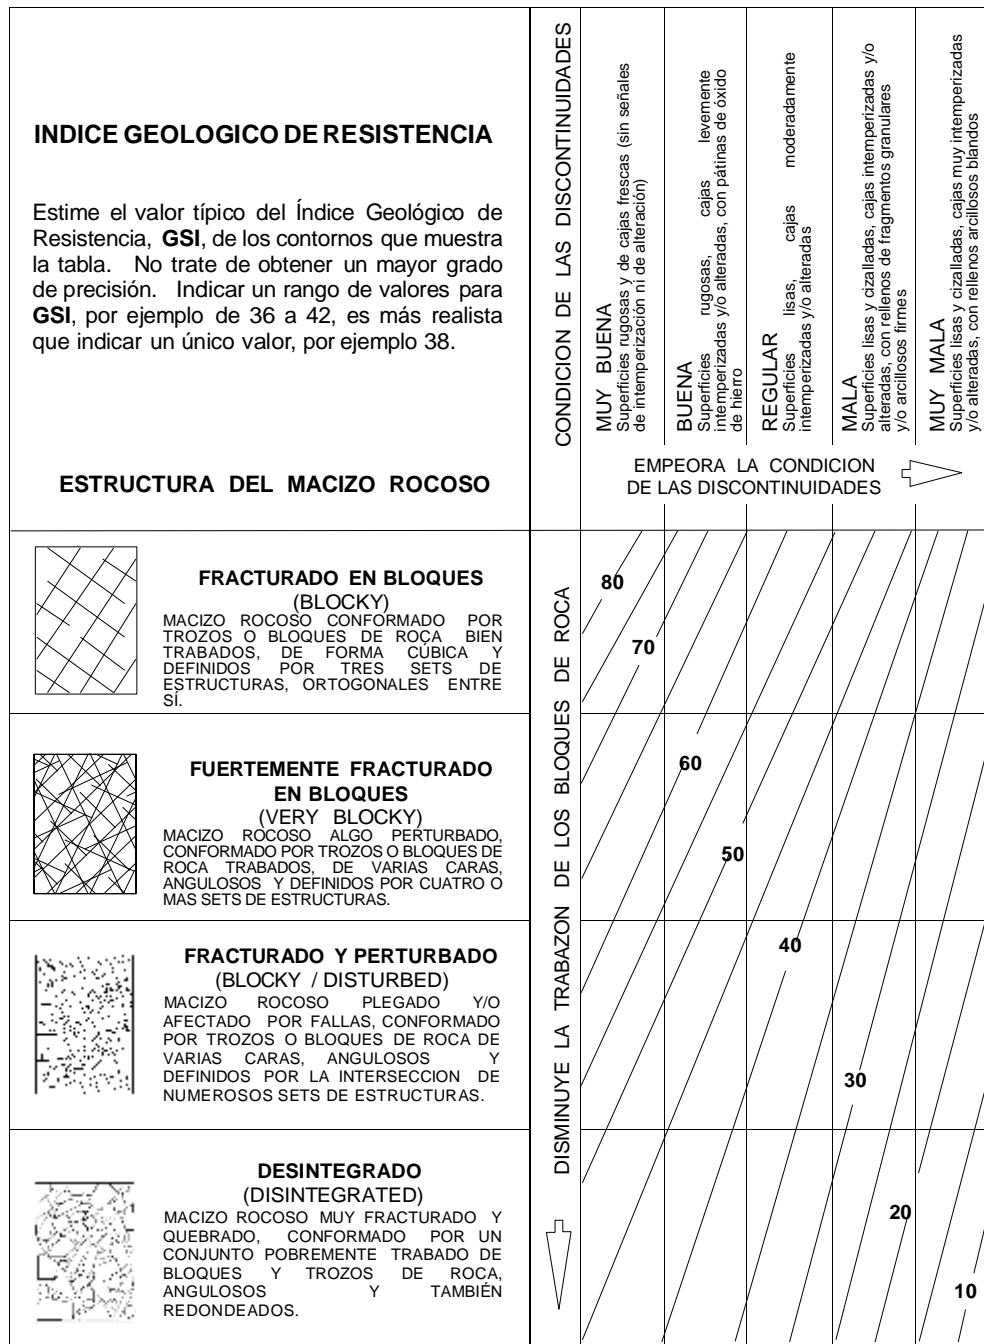 INDICE GEOLOGICO DE RESISTENCIA
Estime el valor típico del Índice Geológico de
Resistencia, GSI, de los contornos que muestra
la tabla. No trate de obtener un mayor grado
de precisión. Indicar un rango de valores para
GSI, por ejemplo de 36 a 42, es más realista
que indicar un único valor, por ejemplo 38.
ESTRUCTURA DEL MACIZO ROCOSO
CONDICION DE LAS DISCONTINUIDADES
MUY BUENA
Superficies rugosas y de cajas frescas (sin señales
de intemperización ni de alteración)
BUENA
Superficies rugosas, cajas levemente
intemperizadas y/o alteradas, con pátinas de óxido
de hierro
REGULAR
Superficies lisas, cajas moderadamente
intemperizadas y/o alteradas
MALA
Superficies lisas y cizalladas, cajas intemperizadas y/o
alteradas, con rellenos de fragmentos granulares
y/o arcillosos firmes
MUY MALA
Superficies lisas y cizalladas, cajas muy intemperizadas
y/o alteradas, con rellenos arcillosos blandos
EMPEORA LA CONDICION
DE LAS DISCONTINUIDADES
FRACTURADO EN BLOQUES
(BLOCKY)
MACIZO ROCOSO CONFORMADO POR
TROZOS O BLOQUES DE ROCA BIEN
TRABADOS, DE FORMA CÚBICA Y
DEFINIDOS POR TRES SETS DE
ESTRUCTURAS, ORTOGONALES ENTRE
SÍ.
FUERTEMENTE FRACTURADO
EN BLOQUES
(VERY BLOCKY)
MACIZO ROCOSO ALGO PERTURBADO,
CONFORMADO POR TROZOS O BLOQUES DE
ROCA TRABADOS, DE VARIAS CARAS,
ANGULOSOS Y DEFINIDOS POR CUATRO O
MAS SETS DE ESTRUCTURAS.
FRACTURADO Y PERTURBADO
(BLOCKY / DISTURBED)
MACIZO ROCOSO PLEGADO Y/O
AFECTADO POR FALLAS, CONFORMADO
POR TROZOS O BLOQUES DE ROCA DE
VARIAS CARAS, ANGULOSOS Y
DEFINIDOS POR LA INTERSECCION DE
NUMEROSOS SETS DE ESTRUCTURAS.
DESINTEGRADO
(DISINTEGRATED)
MACIZO ROCOSO MUY FRACTURADO Y
QUEBRADO, CONFORMADO POR UN
CONJUNTO POBREMENTE TRABADO DE
BLOQUES Y TROZOS DE ROCA,
ANGULOSOS Y TAMBIÉN
REDONDEADOS.
DISMINUYE LA TRABAZON DE LOS BLOQUES DE ROCA
80
70
60
50
40
30
20
10